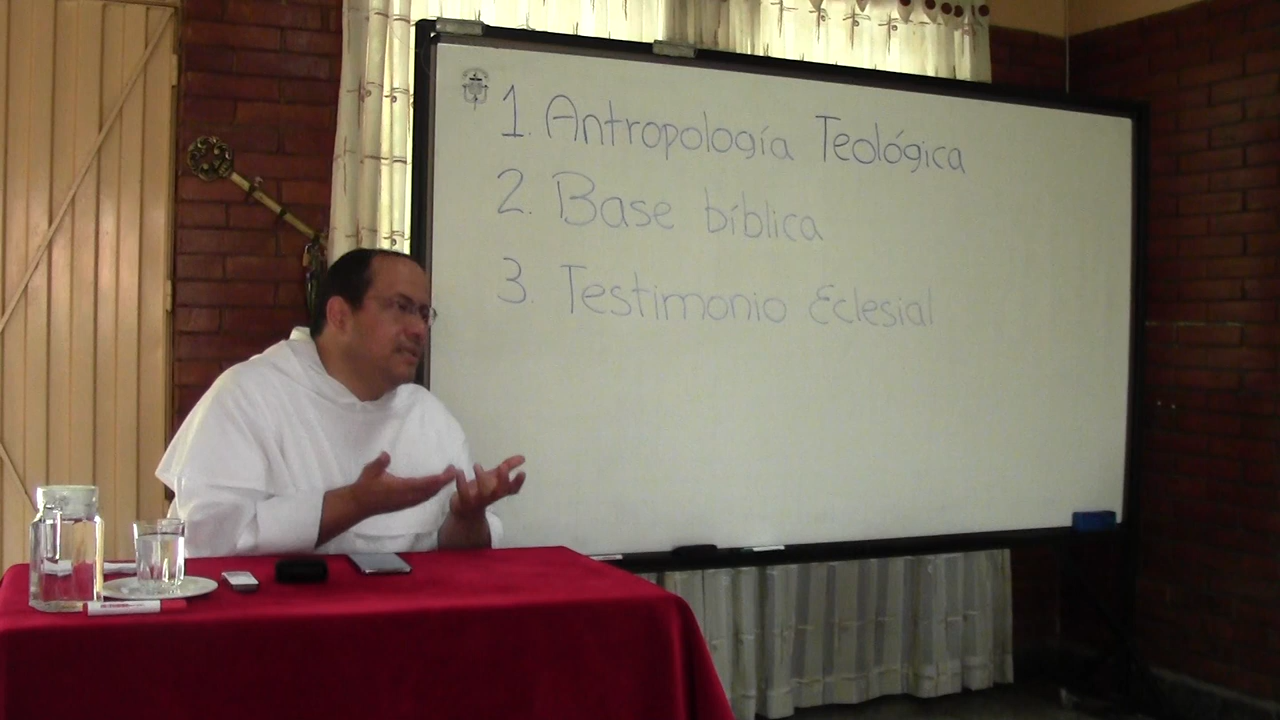 1. Antropología Teológica
2. Base bíblica
3. Testimonio Eclesial